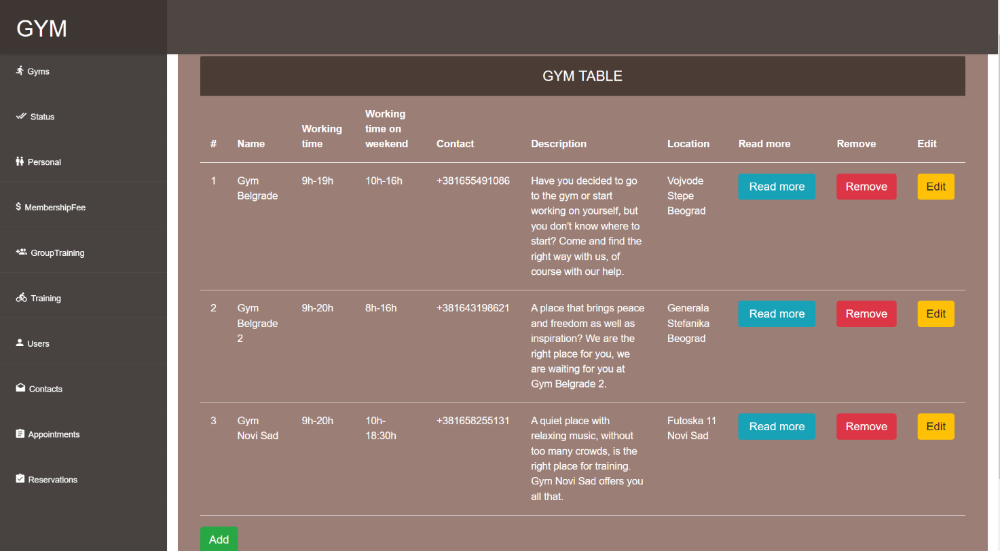 GYM
Gyms
Status
Personal
MembershipFee
GroupTraining
Training
Users
Contacts
Appointments
Reservations
GYM TABLE
# Name Working time Working time on weekend Contact Description Location Read more Remove Edit
1 Gym Belgrade 9h-19h 10h-16h +381655491086
Have you decided to go
to the gym or start
working on yourself, but
you don't know where to
start? Come and find the
right way with us, of
course with our help.
Vojvode
Stepe
Beograd
Read more Remove Edit
2 Gym Belgrade 2 9h-20h 8h-16h +381643198621
A place that brings peace
and freedom as well as
inspiration? We are the
right place for you, we
are waiting for you at
Gym Belgrade 2.
Generala
Stefanika
Beograd
Read more Remove Edit
3 Gym Novi Sad 9h-20h 10h-18:30h +381658255131
A quiet place with
relaxing music, without
too many crowds, is the
right place for training.
Gym Novi Sad offers you
all that.
Futoska 11
Novi Sad
Read more Remove Edit
Add